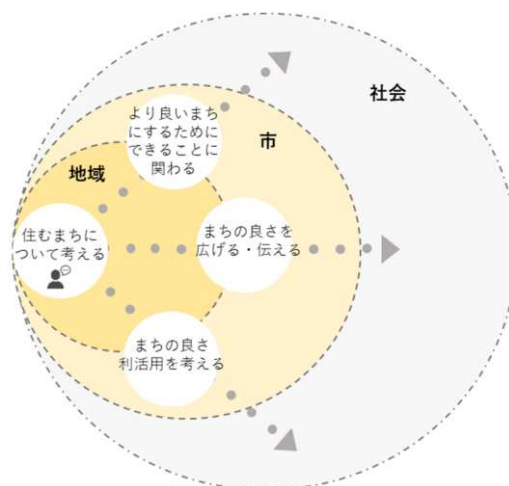 社会
より良いまち
にするために
できることに
関わる
市
地域
住むまちに
ついて考える
まちの良さを
広げる・伝える
まちの良さ
利活用を考える